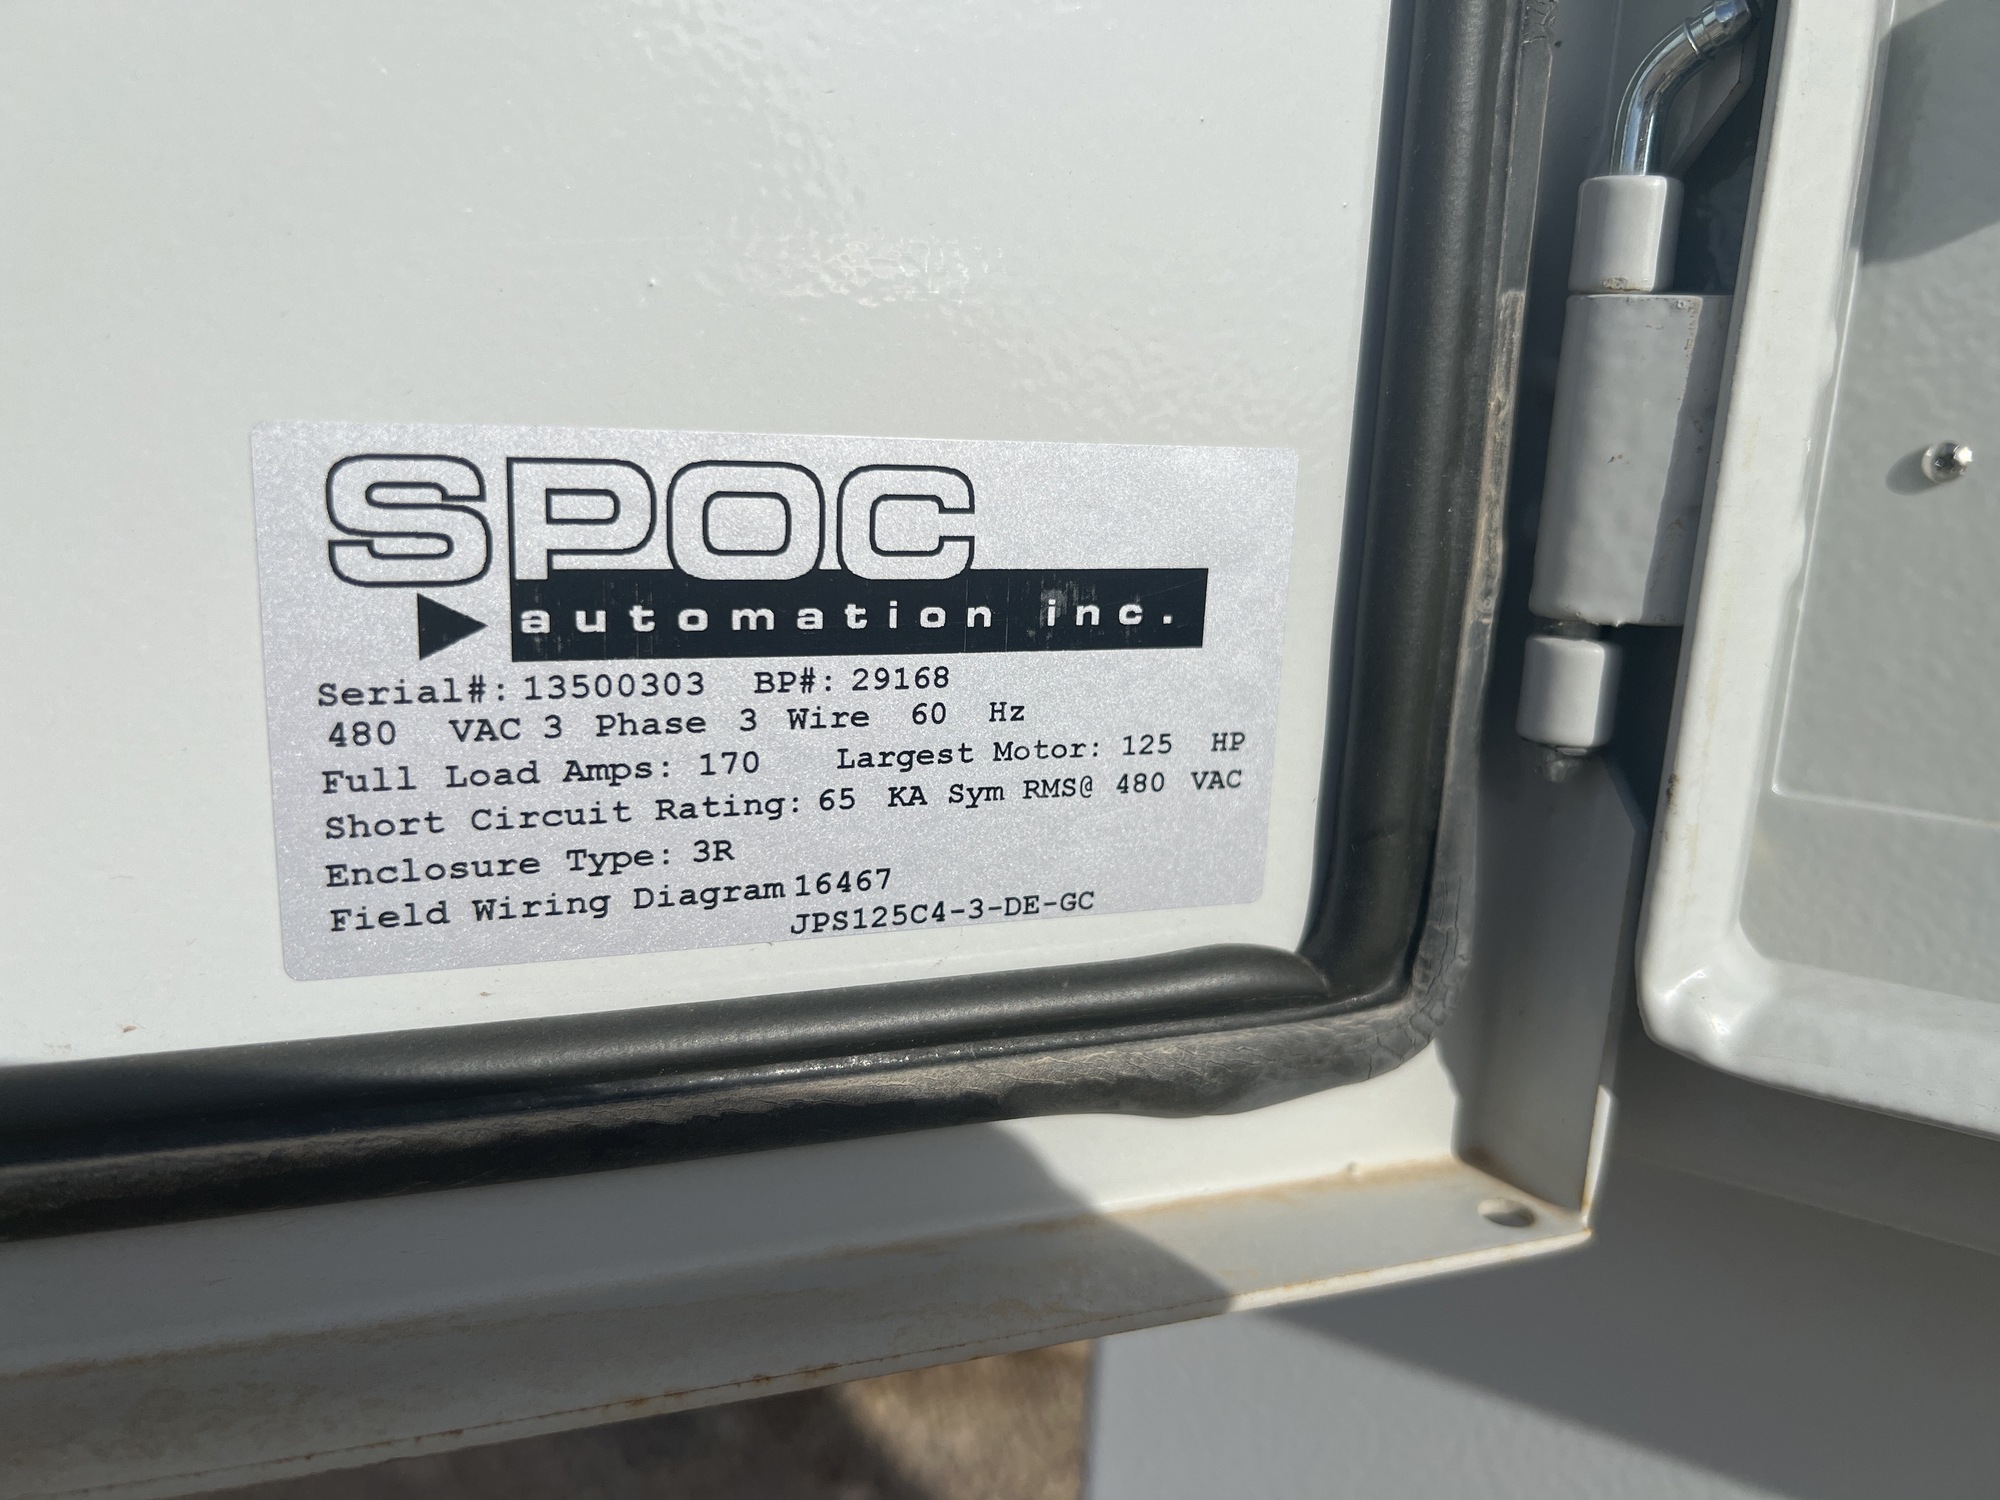 SPOC
automation inc.
Serial#: 13500303 BP#: 29168
480 VAC 3 Phase 3 Wire 60 Hz
Full Load Amps: 170 Largest Motor: 125 HP
Short Circuit Rating: 65 KA Sym RMS@ 480 VAC
Enclosure Type: 3R
Field Wiring Diagram 16467
JPS125C4-3-DE-GC